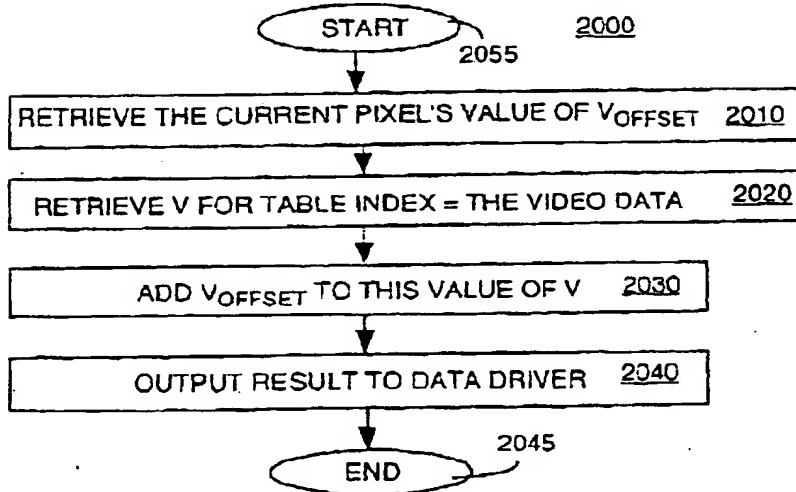 START 2000
2055
RETRIEVE THE CURRENT PIXEL'S VALUE OF VOFFSET 2010
RETRIEVE V FOR TABLE INDEX = THE VIDEO DATA 2020
ADD VOFFSET TO THIS VALUE OF V 2030
OUTPUT RESULT TO DATA DRIVER 2040
END 2045